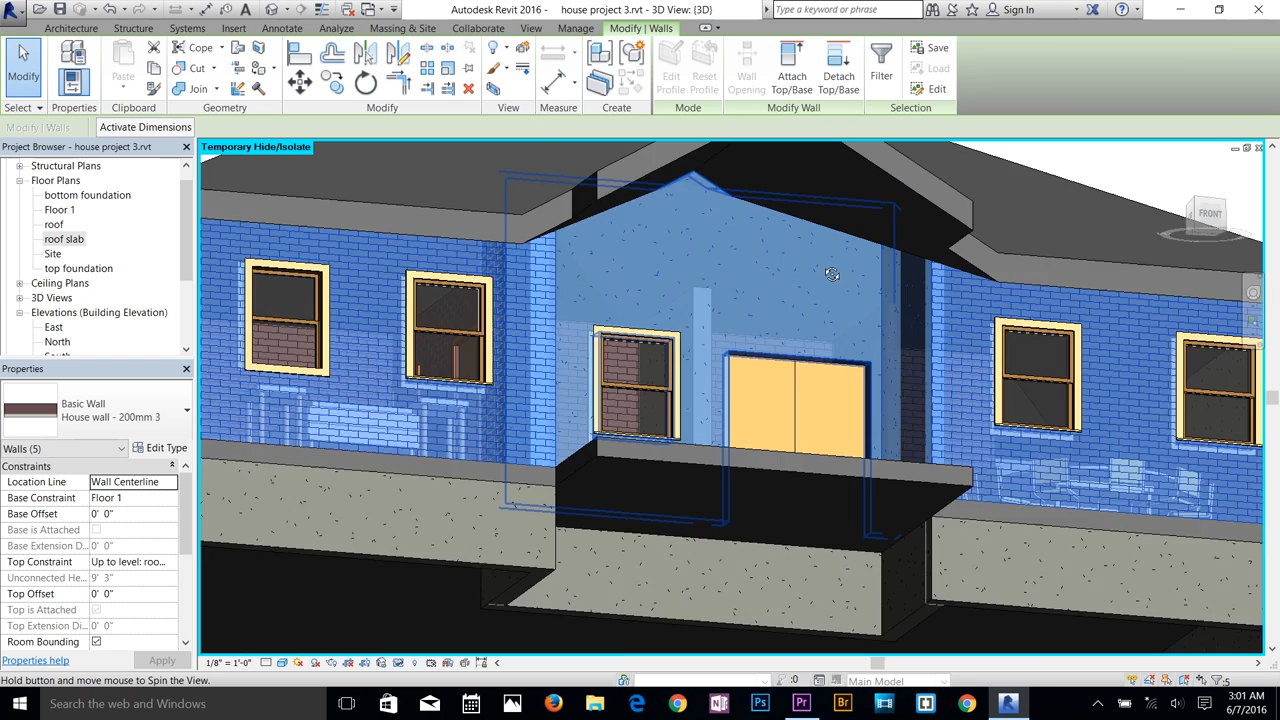 Autodesk Revit 2016 -    house project 3.rvt - 3D View: {3D}
Type a keyword or phrase
Sign In
Architecture Structure Systems Insert Annotate Analyze Massing & Site Collaborate View Manage Modify | Walls
Modify
Paste
Cope
Cut
Join
Edit
Profile
Reset
Profile
Wall
Opening
Attach
Top/Base
Detach
Top/Base
Filter
Save
Load
Edit
Select Properties Clipboard Geometry Modify View Measure Create Mode Modify Wall Selection
Modify | Walls
Activate Dimensions
Project Browser - house project 3.rvt
Structural Plans
Floor Plans
bottom foundation
Floor 1
roof
roof slab
Site
top foundation
Ceiling Plans
3D Views
Elevations (Building Elevation)
East
North
Temporary Hide/Isolate
FRONT
Properties
Basic Wall
House wall - 200mm 3
Walls (5)
Edit Type
Constraints
Location Line Wall Centerline
Base Constraint Floor 1
Base Offset 0'  0"
Base is Attached
Base Extension D...
Top Constraint Up to level: roo...
Unconnected He... 9'  3"
Top Offset 0'  0"
Top is Attached
Top Extension Di...
Room Bounding
Properties help
Apply
1/8" = 1'-0"
Hold button and move mouse to Spin the View.
:0
Main Model
:5
Search the web and Windows
3:01 AM
6/7/2016